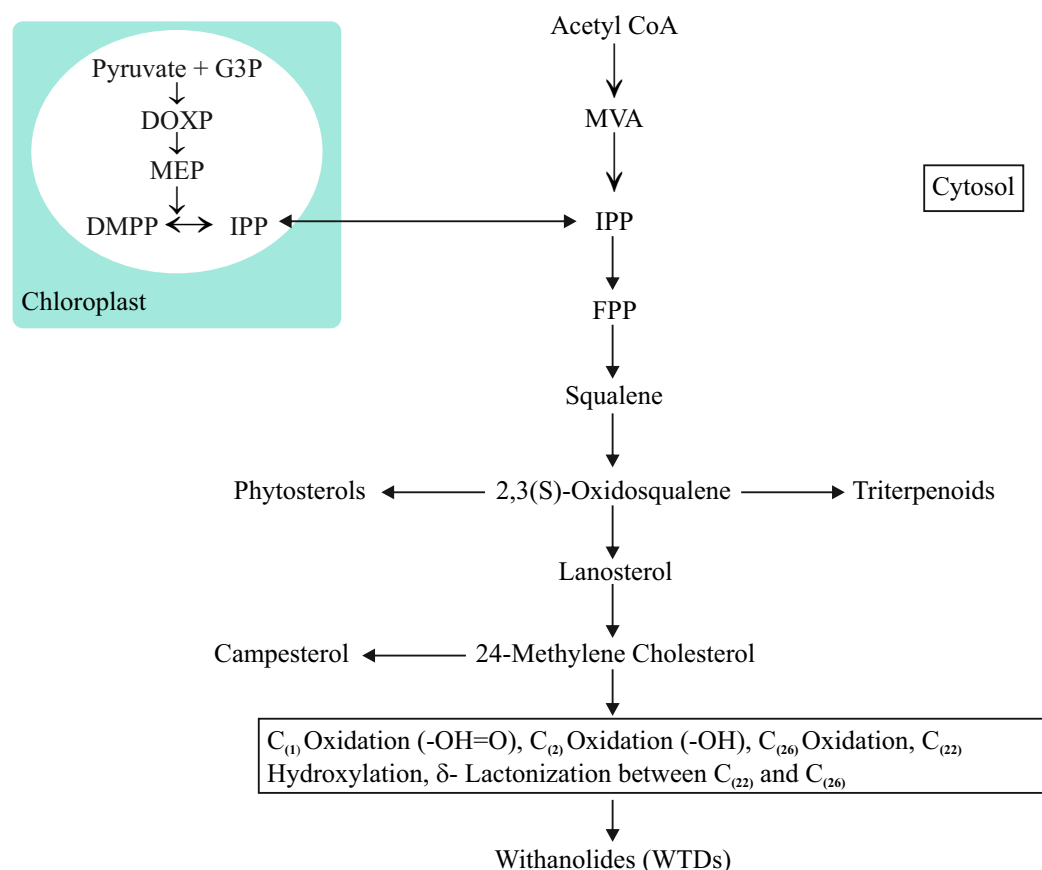 Acetyl CoA
Pyruvate + G3P
DOXP
MEP
DMPP
IPP
Chloroplast
MVA
Cytosol
IPP
FPP
Squalene
Phytosterols
2,3(S)-Oxidosqualene
Triterpenoids
Lanosterol
Campesterol
24-Methylene Cholesterol
C(1) Oxidation (-OH=O), C(2) Oxidation (-OH), C(26) Oxidation, C(22)
Hydroxylation, δ- Lactonization between C(22) and C(26)
Withanolides (WTDs)